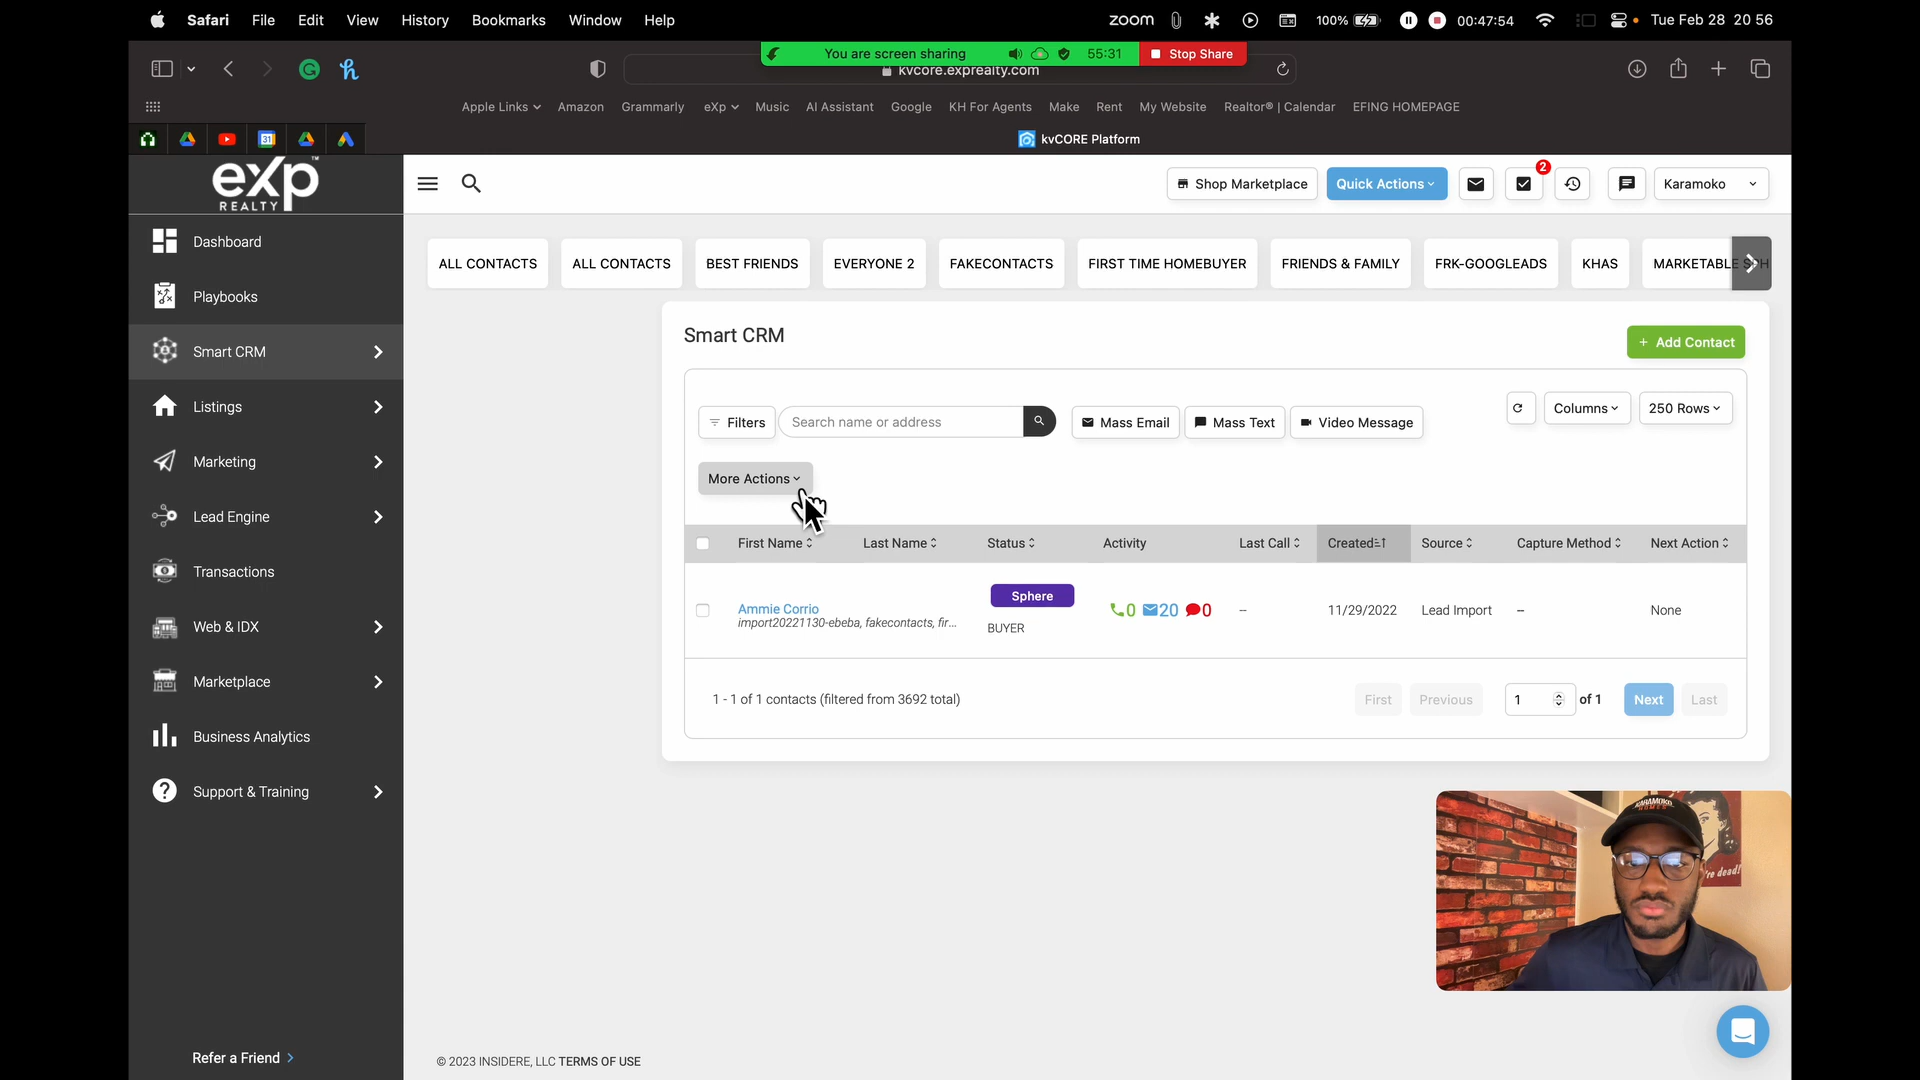 Safari File Edit View History Bookmarks Window Help
zoom 100% 00:47:54 Tue Feb 28 20 56
You are screen sharing 55:31 Stop Share
kvcore.exprealty.com
Apple Links Amazon Grammarly eXp Music AI Assistant Google KH For Agents Make Rent My Website Realtor® | Calendar EFING HOMEPAGE
31 kvCORE Platform
eXp™
REALTY
Shop Marketplace Quick Actions 2 Karamoko
Dashboard
Playbooks
Smart CRM
Listings
Marketing
Lead Engine
Transactions
Web & IDX
Marketplace
Business Analytics
Support & Training
Refer a Friend
ALL CONTACTS ALL CONTACTS BEST FRIENDS EVERYONE 2 FAKECONTACTS FIRST TIME HOMEBUYER FRIENDS & FAMILY FRK-GOOGLEADS KHAS MARKETABLE SPH
Smart CRM
+ Add Contact
Filters Search name or address Mass Email Mass Text Video Message Columns 250 Rows
More Actions
First Name Last Name Status Activity Last Call Created Source Capture Method Next Action
Sphere
Ammie Corrio 0 20 0 -- 11/29/2022 Lead Import -- None
import20221130-ebeba, fakecontacts, fir...
BUYER
1 - 1 of 1 contacts (filtered from 3692 total) First Previous 1 of 1 Next Last
KARAMOKO
HOMES
're dead!
© 2023 INSIDERE, LLC TERMS OF USE